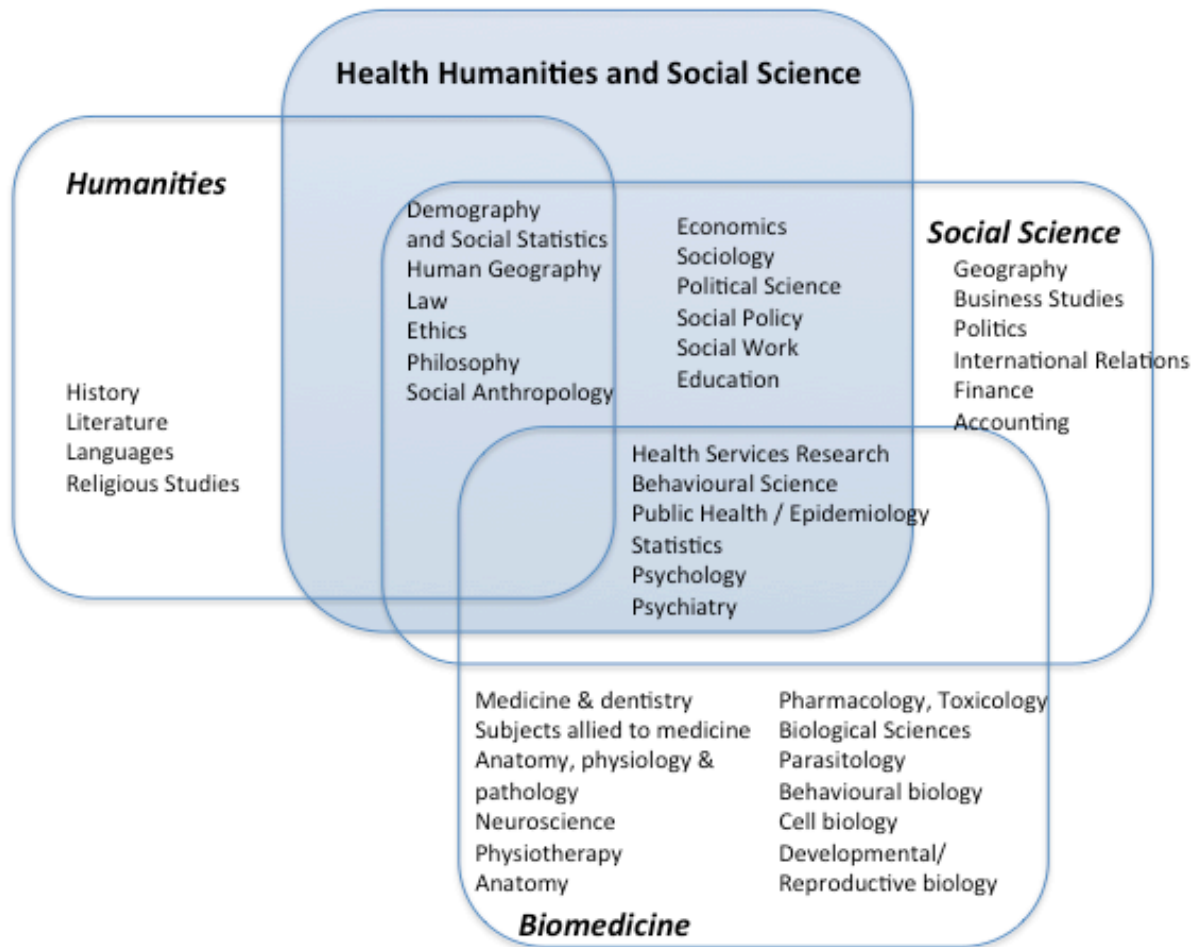 Health Humanities and Social Science
Humanities
Demography
and Social Statistics
Human Geography
Law
Ethics
Philosophy
Social Anthropology
Economics
Sociology
Political Science
Social Policy
Social Work
Education
Social Science
Geography
Business Studies
Politics
International Relations
Finance
Accounting
History
Literature
Languages
Religious Studies
Health Services Research
Behavioural Science
Public Health / Epidemiology
Statistics
Psychology
Psychiatry
Medicine & dentistry
Subjects allied to medicine
Anatomy, physiology &
pathology
Neuroscience
Physiotherapy
Anatomy
Pharmacology, Toxicology
Biological Sciences
Parasitology
Behavioural biology
Cell biology
Developmental/
Reproductive biology
Biomedicine